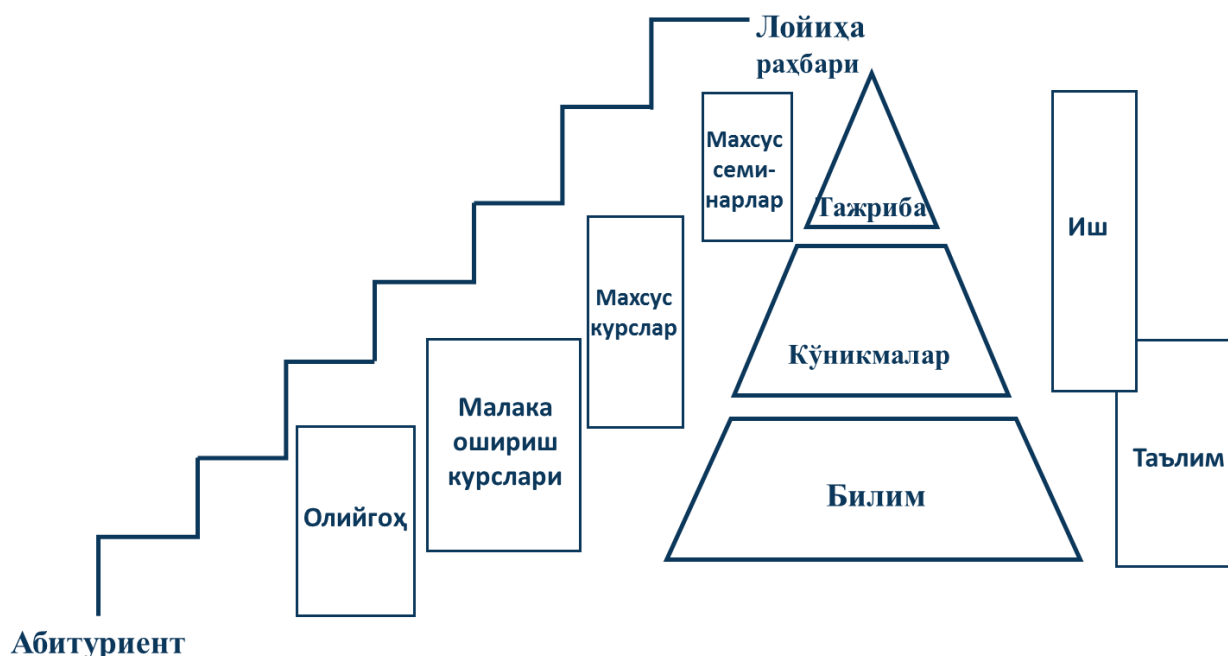 Лойиҳа
раҳбари
Махсус
семи-
нарлар
Тажриба
Иш
Махсус
курслар
Кўникмалар
Малака
ошириш
курслари
Таълим
Билим
Олийгоҳ
Абитуриент